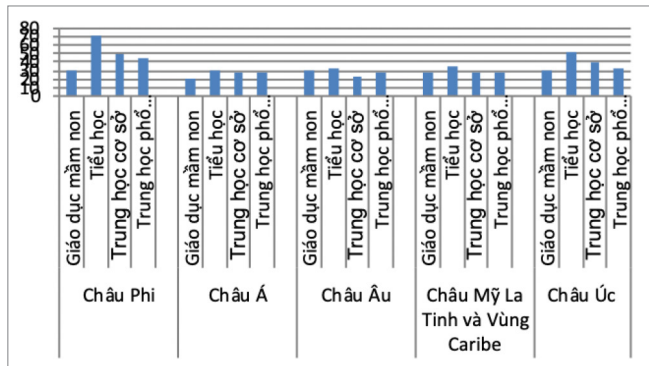 80
70
60
50
40
30
20
10
0
Giáo dục mầm non
Tiểu học
Trung học cơ sở
Trung học phổ...
Giáo dục mầm non
Tiểu học
Trung học cơ sở
Trung học phổ...
Giáo dục mầm non
Tiểu học
Trung học cơ sở
Trung học phổ...
Giáo dục mầm non
Tiểu học
Trung học cơ sở
Trung học phổ...
Giáo dục mầm non
Tiểu học
Trung học cơ sở
Trung học phổ...
Châu Phi
Châu Á
Châu Âu
Châu Mỹ La
Tinh và Vùng
Caribe
Châu Úc